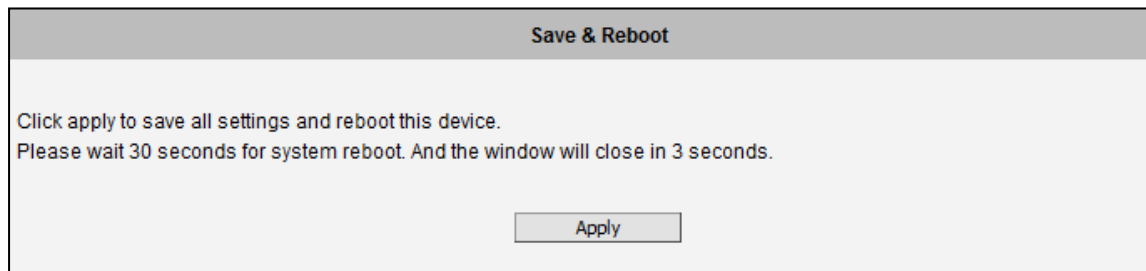 Save & Reboot
Click apply to save all settings and reboot this device.
Please wait 30 seconds for system reboot. And the window will close in 3 seconds.
Apply